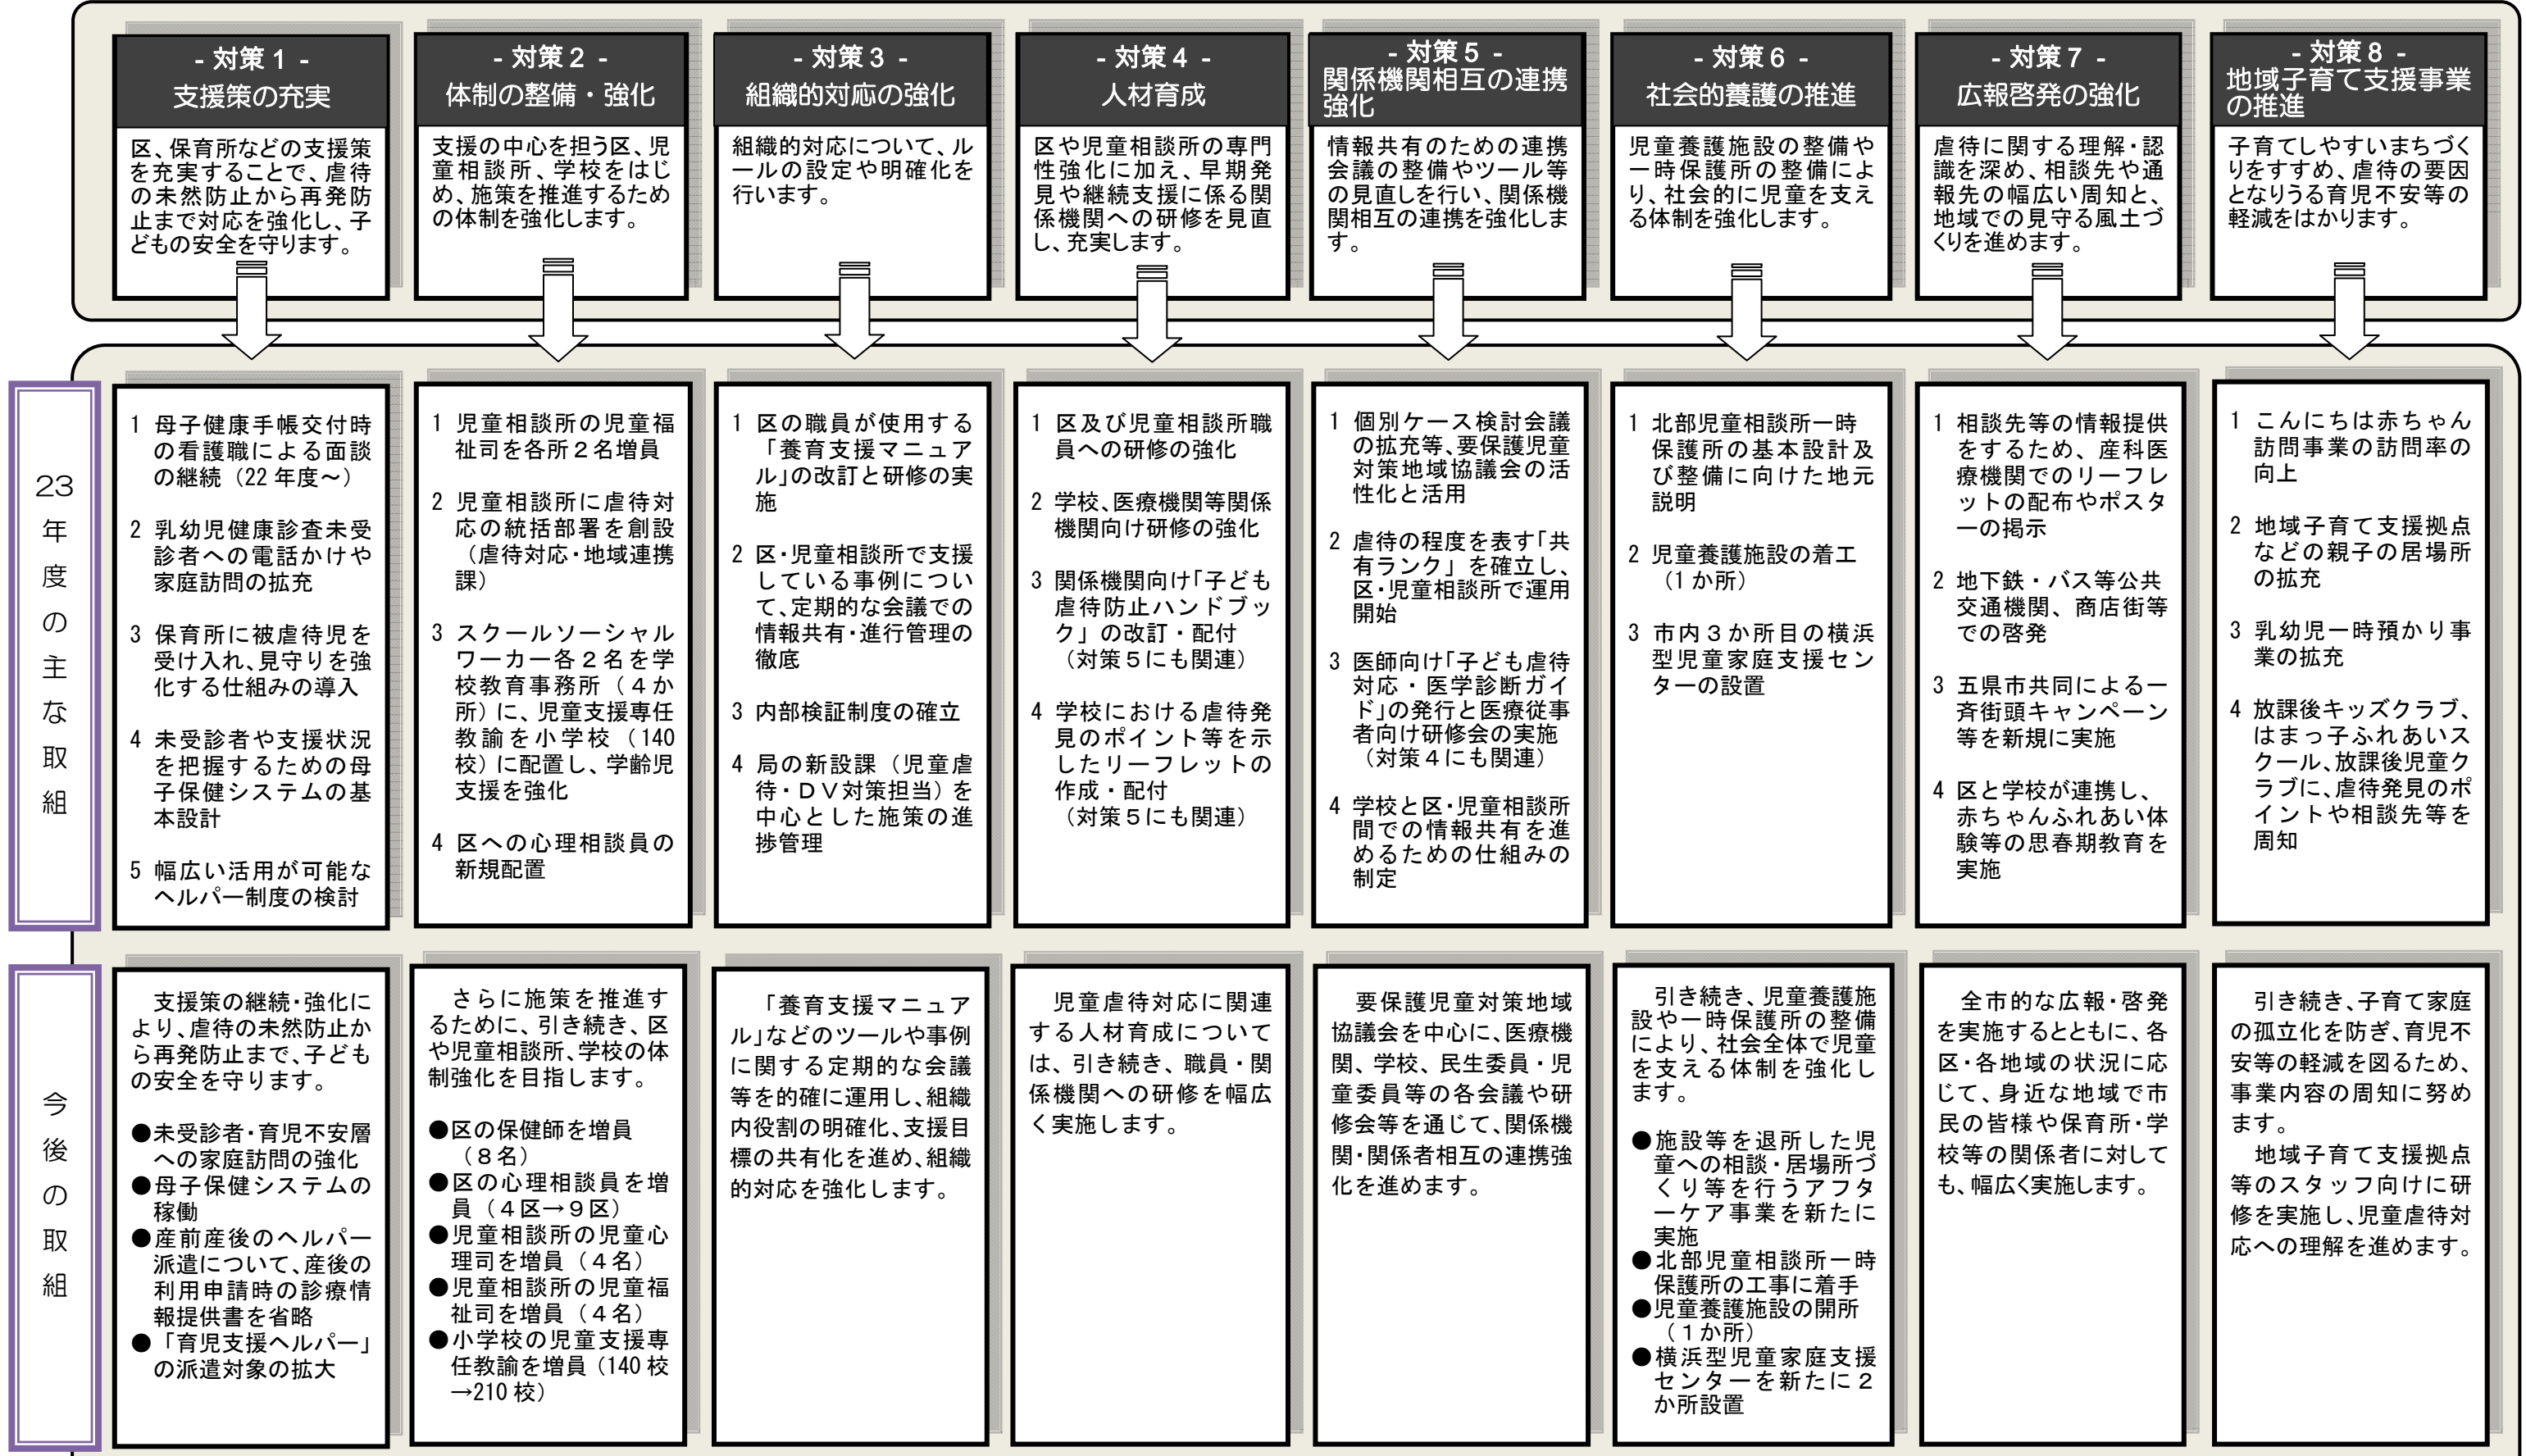 - 対策１ -
支援策の充実
区、保育所などの支援策
を充実することで、虐待
の未然防止から再発防
止まで対応を強化し、子
どもの安全を守ります。
- 対策２ -
体制の整備・強化
支援の中心を担う区、児
童相談所、学校をはじ
め、施策を推進するため
の体制を強化します。
- 対策３ -
組織的対応の強化
組織的対応について、ル
ールの設定や明確化を
行います。
- 対策４ -
人材育成
区や児童相談所の専門
性強化に加え、早期発
見や継続支援に係る関
係機関への研修を見直
し、充実します。
- 対策５ -
関係機関相互の連携
強化
情報共有のための連携
会議の整備やツール等
の見直しを行い、関係機
関相互の連携を強化しま
す。
- 対策６ -
社会的養護の推進
児童養護施設の整備や
一時保護所の整備によ
り、社会的に児童を支え
る体制を強化します。
- 対策７ -
広報啓発の強化
虐待に関する理解・認
識を深め、相談先や通
報先の幅広い周知と、
地域での見守る風土づ
くりを進めます。
- 対策８ -
地域子育て支援事業
の推進
子育てしやすいまちづく
りをすすめ、虐待の要因
となりうる育児不安等の
軽減をはかります。
23年度の主な取組
1 母子健康手帳交付時
の看護職による面談
の継続（22 年度～）
2 乳幼児健康診査未受
診者への電話かけや
家庭訪問の拡充
3 保育所に被虐待児を
受け入れ、見守りを強
化する仕組みの導入
4 未受診者や支援状況
を把握するための母
子保健システムの基
本設計
5 幅広い活用が可能な
ヘルパー制度の検討
1 児童相談所の児童福
祉司を各所２名増員
2 児童相談所に虐待対
応の統括部署を創設
（虐待対応・地域連携
課）
3 スクールソーシャル
ワーカー各２名を学
校教育事務所（４か
所）に、児童支援専任
教諭を小学校（140
校）に配置し、学齢児
支援を強化
4 区への心理相談員の
新規配置
1 区の職員が使用する
「養育支援マニュア
ル」の改訂と研修の実
施
2 区・児童相談所で支援
している事例につい
て、定期的な会議での
情報共有・進行管理の
徹底
3 内部検証制度の確立
4 局の新設課（児童虐
待・ＤＶ対策担当）を
中心とした施策の進
捗管理
1 区及び児童相談所職
員への研修の強化
2 学校、医療機関等関係
機関向け研修の強化
3 関係機関向け「子ども
虐待防止ハンドブッ
ク」の改訂・配付
（対策５にも関連）
4 学校における虐待発
見のポイント等を示
したリーフレットの
作成・配付
（対策５にも関連）
1 個別ケース検討会議
の拡充等、要保護児童
対策地域協議会の活
性化と活用
2 虐待の程度を表す「共
有ランク」を確立し、
区・児童相談所で運用
開始
3 医師向け「子ども虐待
対応・医学診断ガイ
ド」の発行と医療従事
者向け研修会の実施
（対策４にも関連）
4 学校と区・児童相談所
間での情報共有を進
めるための仕組みの
制定
1 北部児童相談所一時
保護所の基本設計及
び整備に向けた地元
説明
2 児童養護施設の着工
（1 か所）
3 市内３か所目の横浜
型児童家庭支援セン
ターの設置
1 相談先等の情報提供
をするため、産科医
療機関でのリーフレ
ットの配布やポスタ
ーの掲示
2 地下鉄・バス等公共
交通機関、商店街等
での啓発
3 五県市共同による一
斉街頭キャンペーン
等を新規に実施
4 区と学校が連携し、
赤ちゃんふれあい体
験等の思春期教育を
実施
1 こんにちは赤ちゃん
訪問事業の訪問率の
向上
2 地域子育て支援拠点
などの親子の居場所
の拡充
3 乳幼児一時預かり事
業の拡充
4 放課後キッズクラブ、
はまっ子ふれあいス
クール、放課後児童ク
ラブに、虐待発見のポ
イントや相談先等を
周知
今後の取組
支援策の継続・強化に
より、虐待の未然防止か
ら再発防止まで、子ども
の安全を守ります。
●未受診者・育児不安層
への家庭訪問の強化
●母子保健システムの
稼働
●産前産後のヘルパー
派遣について、産後の
利用申請時の診療情
報提供書を省略
●「育児支援ヘルパー」
の派遣対象の拡大
さらに施策を推進す
るために、引き続き、区
や児童相談所、学校の体
制強化を目指します。
●区の保健師を増員
（８名）
●区の心理相談員を増
員（４区→９区）
●児童相談所の児童心
理司を増員（４名）
●児童相談所の児童福
祉司を増員（４名）
●小学校の児童支援専
任教諭を増員（140 校
→210 校）
「養育支援マニュア
ル」などのツールや事例
に関する定期的な会議
等を的確に運用し、組織
内役割の明確化、支援目
標の共有化を進め、組織
的対応を強化します。
児童虐待対応に関連
する人材育成について
は、引き続き、職員・関
係機関への研修を幅広
く実施します。
要保護児童対策地域
協議会を中心に、医療機
関、学校、民生委員・児
童委員等の各会議や研
修会等を通じて、関係機
関・関係者相互の連携強
化を進めます。
引き続き、児童養護施
設や一時保護所の整備
により、社会全体で児童
を支える体制を強化し
ます。
●施設等を退所した児
童への相談・居場所づ
くり等を行うアフタ
ーケア事業を新たに
実施
●北部児童相談所一時
保護所の工事に着手
●児童養護施設の開所
（１か所）
●横浜型児童家庭支援
センターを新たに２
か所設置
全市的な広報・啓発
を実施するとともに、各
区・各地域の状況に応
じて、身近な地域で市
民の皆様や保育所・学
校等の関係者に対して
も、幅広く実施します。
引き続き、子育て家庭
の孤立化を防ぎ、育児不
安等の軽減を図るため、
事業内容の周知に努め
ます。
地域子育て支援拠点
等のスタッフ向けに研
修を実施し、児童虐待対
応への理解を進めます。